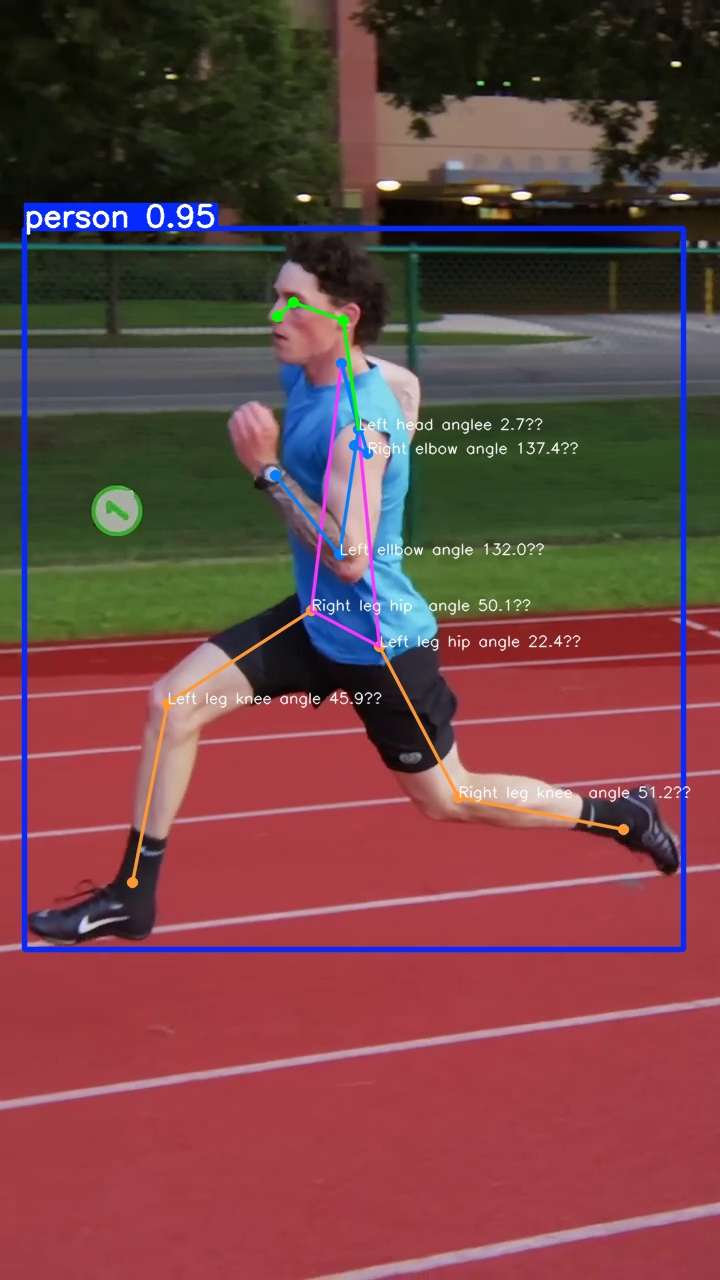 PARK
person 0.95
Left head anglee 2.7??
Right elbow angle 137.4??
Left ellbow angle 132.0??
Right leg hip  angle 50.1??
Left leg hip angle 22.4??
Left leg knee angle 45.9??
Right leg knee  angle 51.2??